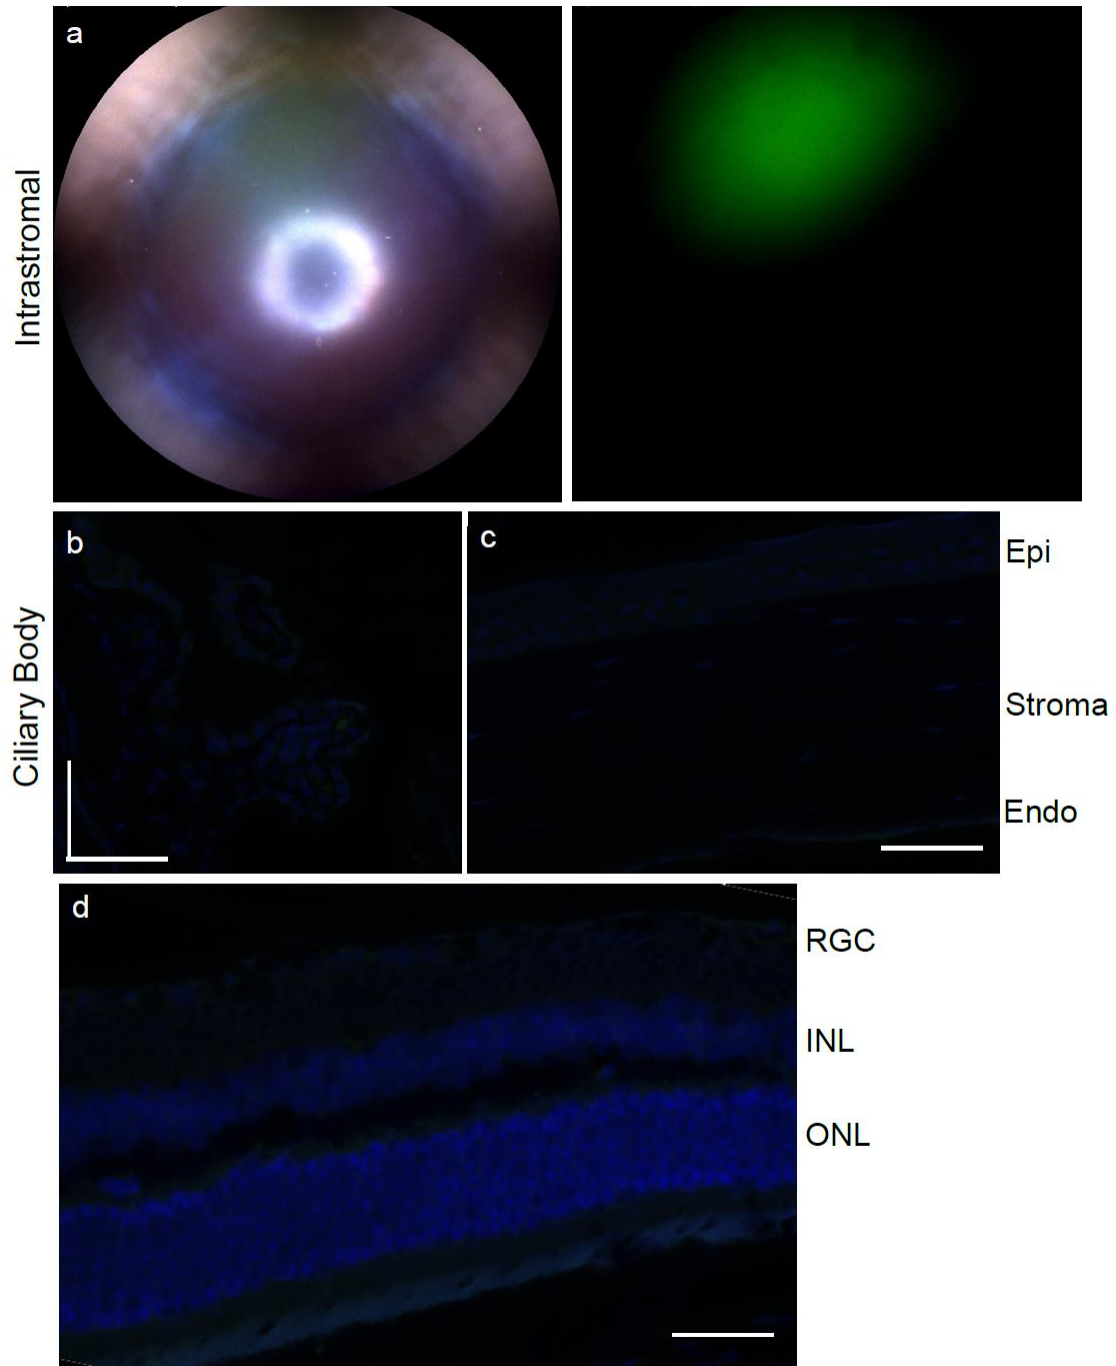 a
Intrastromal
b
c
Epi
Ciliary Body
Stroma
Endo
d
RGC
INL
ONL